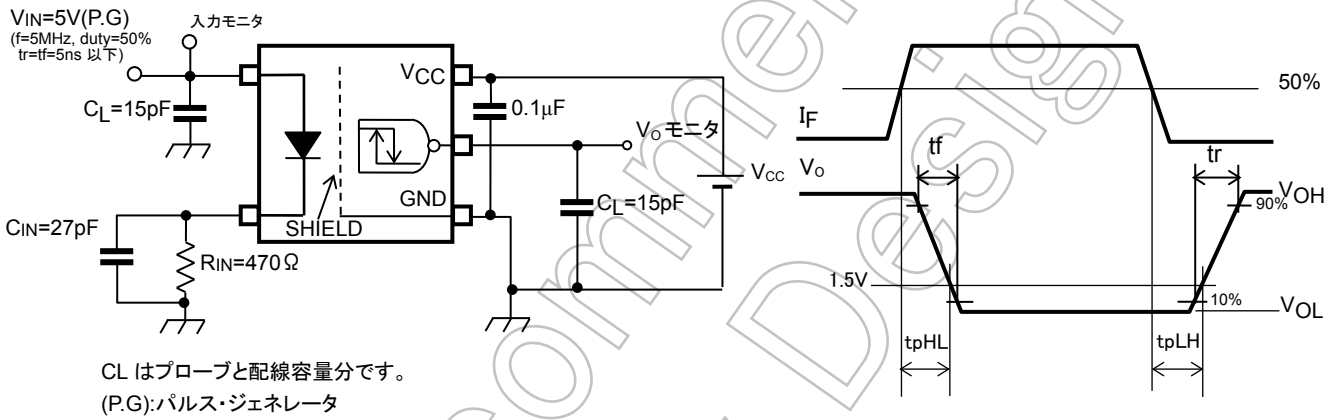 VIN=5V(P.G)
(f=5MHz, duty=50%
tr=tf=5ns 以下)
入力モニタ
CL=15pF
VCC
0.1μF
VO モニタ
VCC
GND
CL=15pF
SHIELD
CIN=27pF
RIN=470Ω
CL はプローブと配線容量分です。
(P.G):パルス・ジェネレータ
50%
IF
tf
tr
VO
VOH
90%
1.5V
10%
VOL
tpHL
tpLH